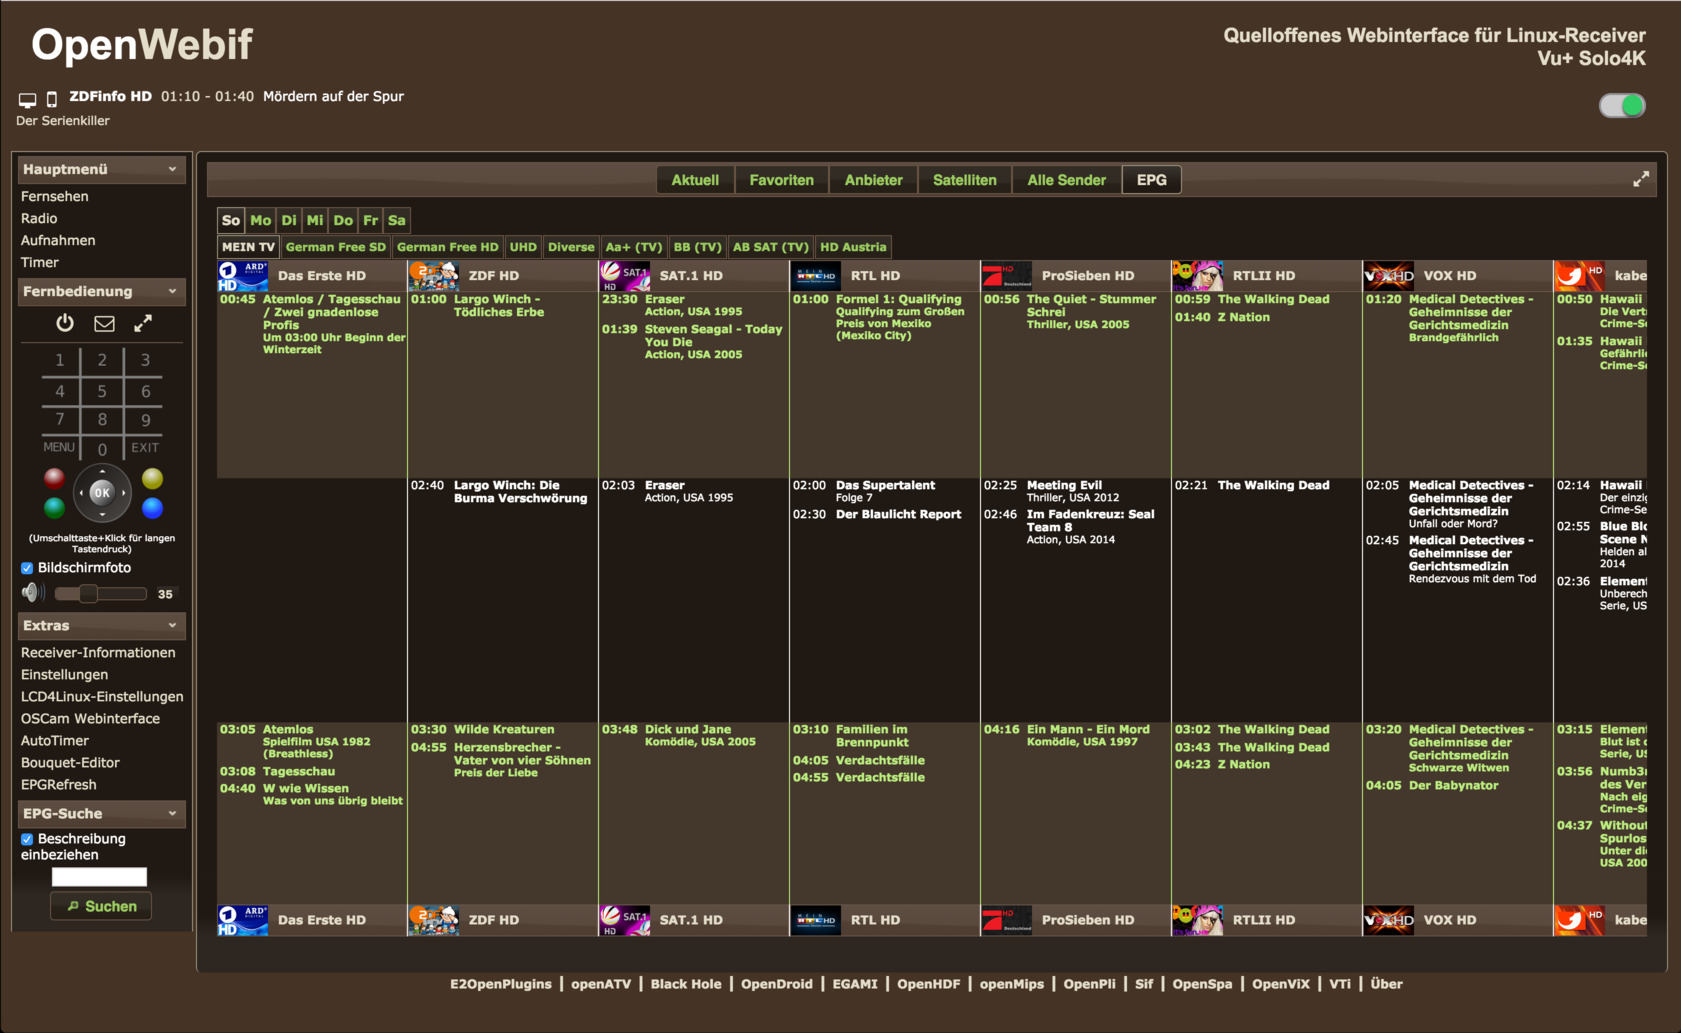 OpenWebif
Quelloffenes Webinterface für Linux-Receiver
Vu+ Solo4K
ZDFinfo HD 01:10 - 01:40 Mördern auf der Spur
Der Serienkiller
Hauptmenü
Fernsehen
Radio
Aufnahmen
Timer
Fernbedienung
1 2 3
4 5 6
7 8 9
MENU 0 EXIT
OK
(Umschalttaste+Klick für langen
Tastendruck)
Bildschirmfoto
35
Extras
Receiver-Informationen
Einstellungen
LCD4Linux-Einstellungen
OSCam Webinterface
AutoTimer
Bouquet-Editor
EPGRefresh
EPG-Suche
Beschreibung
einbeziehen
Suchen
Aktuell Favoriten Anbieter Satelliten Alle Sender EPG
So Mo Di Mi Do Fr Sa
MEIN TV German Free SD German Free HD UHD Diverse Aa+ (TV) BB (TV) AB SAT (TV) HD Austria
Das Erste HD ZDF HD SAT.1 HD RTL HD ProSieben HD RTLII HD VOX HD kabe
00:45 Atemlos / Tagesschau
/ Zwei gnadenlose
Profis
Um 03:00 Uhr Beginn der
Winterzeit
01:00 Largo Winch -
Tödliches Erbe
23:30 Eraser
Action, USA 1995
01:39 Steven Seagal - Today
You Die
Action, USA 2005
01:00 Formel 1: Qualifying
Qualifying zum Großen
Preis von Mexiko
(Mexiko City)
00:56 The Quiet - Stummer
Schrei
Thriller, USA 2005
00:59 The Walking Dead
01:40 Z Nation
01:20 Medical Detectives -
Geheimnisse der
Gerichtsmedizin
Brandgefährlich
00:50 Hawaii
Die Vert
Crime-Se
01:35 Hawaii
Gefährlic
Crime-Se
02:40 Largo Winch: Die
Burma Verschwörung
02:03 Eraser
Action, USA 1995
02:00 Das Supertalent
Folge 7
02:30 Der Blaulicht Report
02:25 Meeting Evil
Thriller, USA 2012
02:46 Im Fadenkreuz: Seal
Team 8
Action, USA 2014
02:21 The Walking Dead
02:05 Medical Detectives -
Geheimnisse der
Gerichtsmedizin
Unfall oder Mord?
02:45 Medical Detectives -
Geheimnisse der
Gerichtsmedizin
Rendezvous mit dem Tod
02:14 Hawaii
Der einzig
Crime-Se
02:55 Blue Blo
Scene N
Helden al
2014
02:36 Element
Unberech
Serie, US
03:05 Atemlos
Spielfilm USA 1982
(Breathless)
03:08 Tagesschau
04:40 W wie Wissen
Was von uns übrig bleibt
03:30 Wilde Kreaturen
04:55 Herzensbrecher -
Vater von vier Söhnen
Preis der Liebe
03:48 Dick und Jane
Komödie, USA 2005
03:10 Familien im
Brennpunkt
04:05 Verdachtsfälle
04:55 Verdachtsfälle
04:16 Ein Mann - Ein Mord
Komödie, USA 1997
03:02 The Walking Dead
03:43 The Walking Dead
04:23 Z Nation
03:20 Medical Detectives -
Geheimnisse der
Gerichtsmedizin
Schwarze Witwen
04:05 Der Babynator
03:15 Element
Blut ist d
Serie, US
03:56 Numb3r
des Ver
Nach eig
Crime-Se
04:37 Without
Spurlos
Unter die
USA 200
Das Erste HD ZDF HD SAT.1 HD RTL HD ProSieben HD RTLII HD VOX HD kabe
E2OpenPlugins | openATV | Black Hole | OpenDroid | EGAMI | OpenHDF | openMips | OpenPli | Sif | OpenSpa | OpenViX | VTi | Über